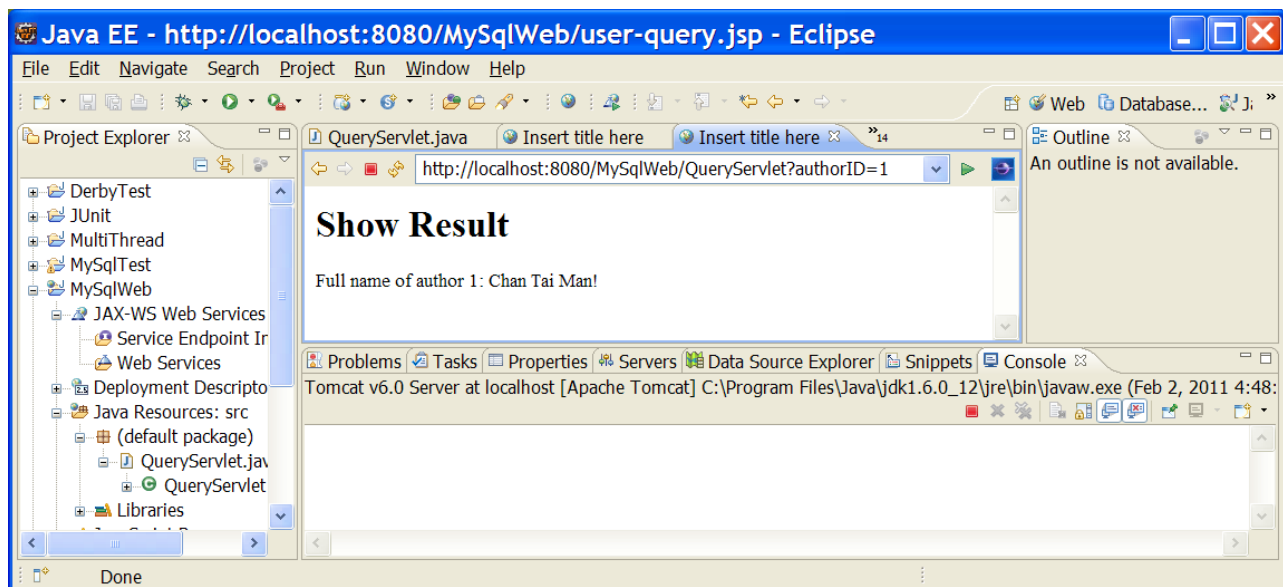 Java EE - http://localhost:8080/MySqlWeb/user-query.jsp - Eclipse
File Edit Navigate Search Project Run Window Help
Web Database...
Project Explorer
QueryServlet.java Insert title here Insert title here »14
Outline
http://localhost:8080/MySqlWeb/QueryServlet?authorID=1
An outline is not available.
DerbyTest
JUnit
MultiThread
MySqlTest
MySqlWeb
JAX-WS Web Services
Service Endpoint Ir
Web Services
Deployment Descripto
Java Resources: src
(default package)
QueryServlet.jav
QueryServlet
Libraries
Show Result
Full name of author 1: Chan Tai Man!
Problems Tasks Properties Servers Data Source Explorer Snippets Console
Tomcat v6.0 Server at localhost [Apache Tomcat] C:\Program Files\Java\jdk1.6.0_12\jre\bin\javaw.exe (Feb 2, 2011 4:48:
Done